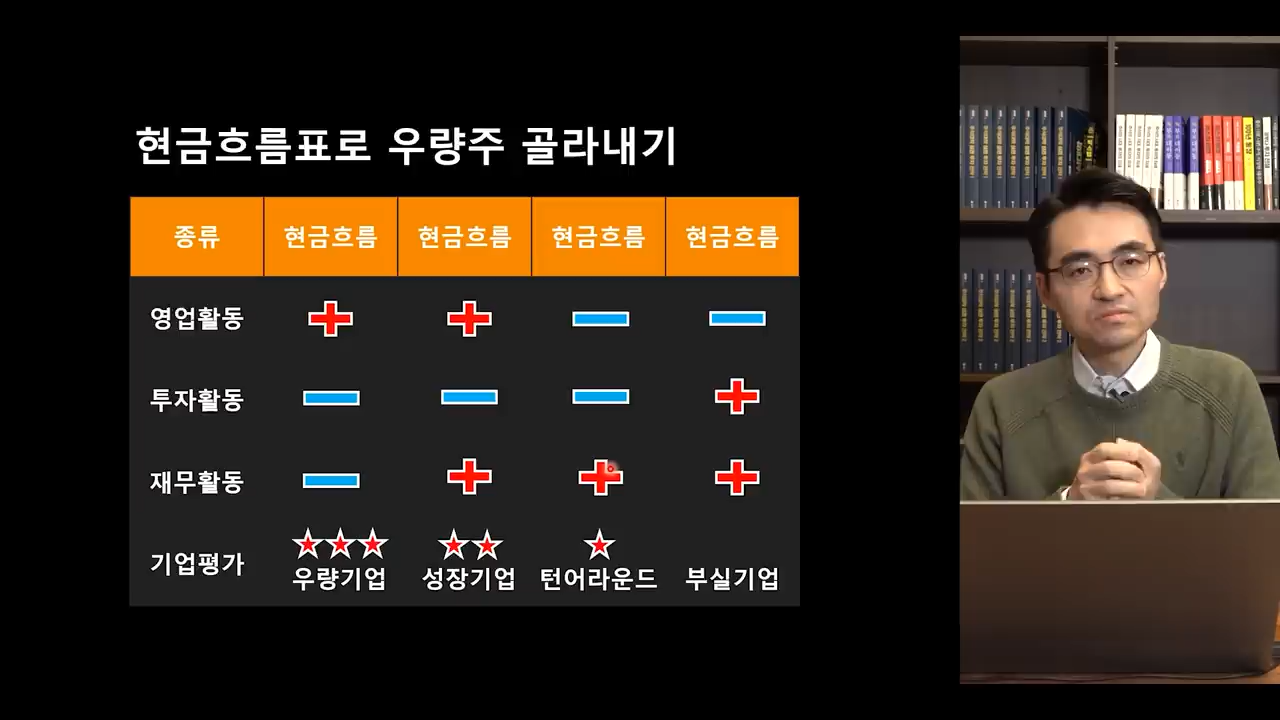 현금흐름표로 우량주 골라내기
종류 현금흐름 현금흐름 현금흐름 현금흐름
영업활동
투자활동
재무활동
기업평가 우량기업 성장기업 턴어라운드 부실기업